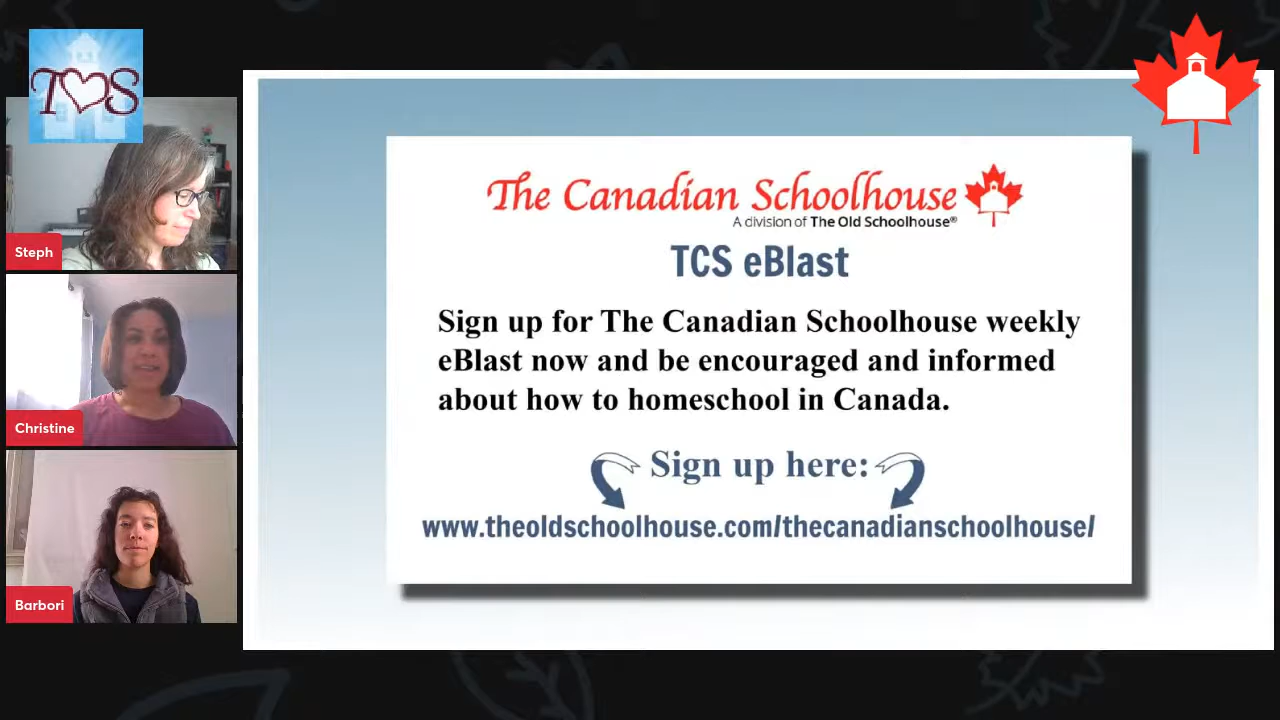 TCS
Steph
Christine
Barbori
The Canadian Schoolhouse
A division of The Old Schoolhouse®
TCS eBlast
Sign up for The Canadian Schoolhouse weekly
eBlast now and be encouraged and informed
about how to homeschool in Canada.
Sign up here:
www.theoldschoolhouse.com/thecanadianschoolhouse/